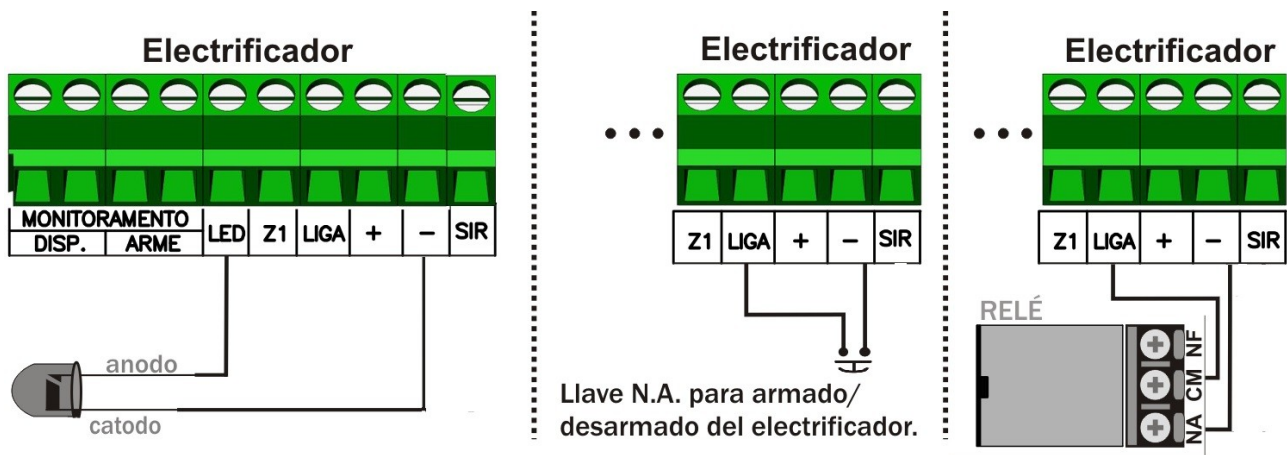 Electrificador
MONITORAMENTO
DISP. ARME LED Z1 LIGA + − SIR
anodo
catodo
Electrificador
Z1 LIGA + − SIR
Llave N.A. para armado/
desarmado del electrificador.
Electrificador
Z1 LIGA + − SIR
RELÉ
NF
CM
NA